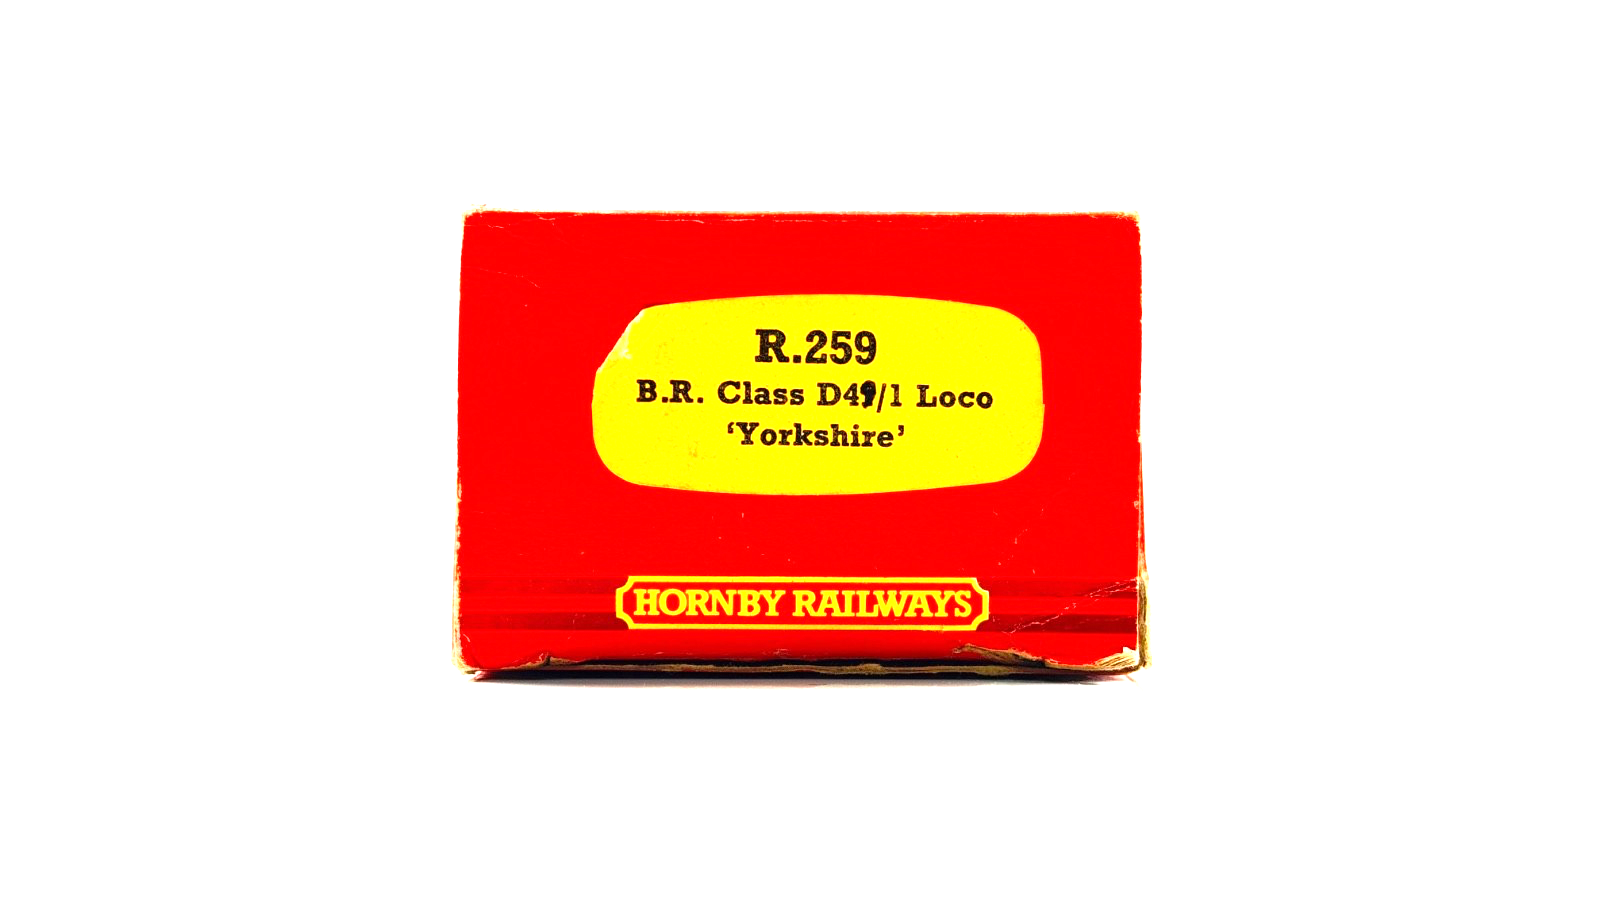 R.259
B.R. Class D49/1 Loco
‘Yorkshire’
HORNBY RAILWAYS